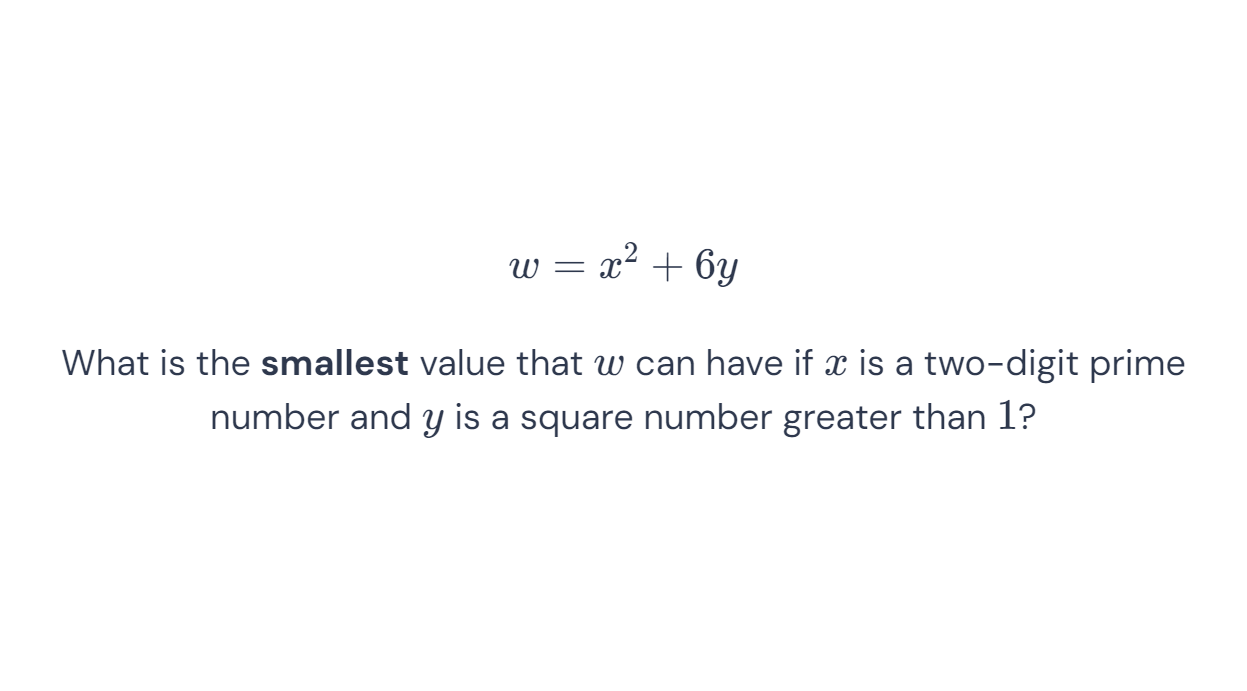 w = x² + 6y
What is the smallest value that w can have if x is a two-digit prime
number and y is a square number greater than 1?